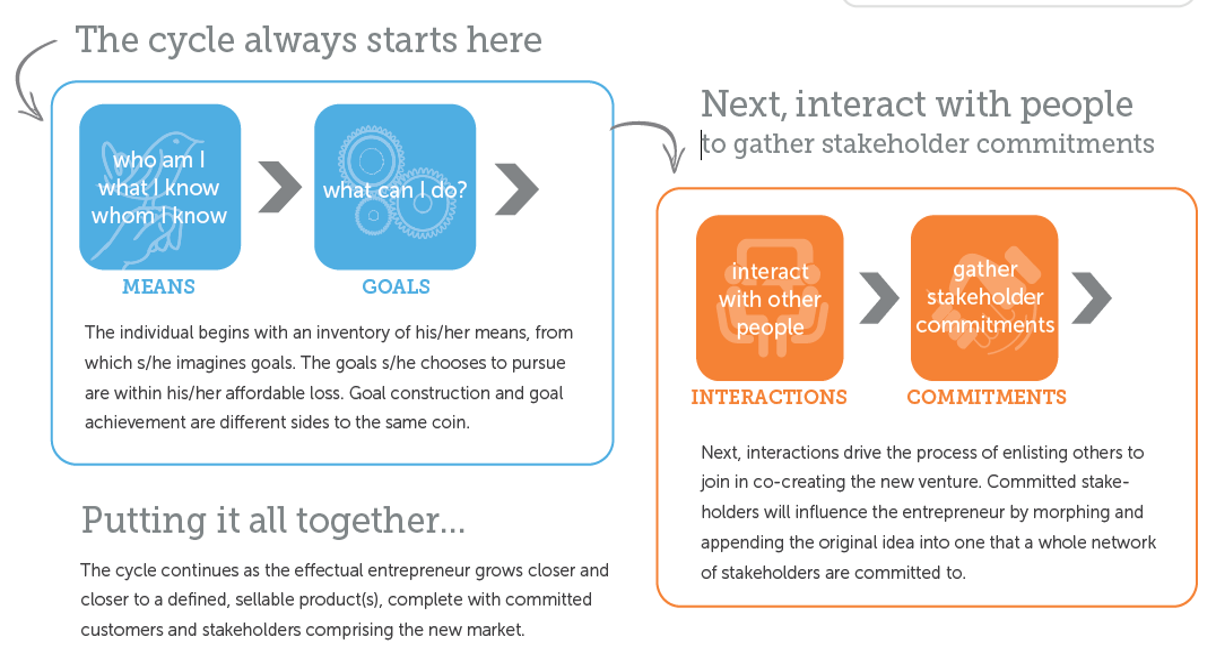 The cycle always starts here
who am I
what I know
whom I know
MEANS
what can I do?
GOALS
The individual begins with an inventory of his/her means, from
which s/he imagines goals. The goals s/he chooses to pursue
are within his/her affordable loss. Goal construction and goal
achievement are different sides to the same coin.
Next, interact with people
to gather stakeholder commitments
interact
with other
people
INTERACTIONS
gather
stakeholder
commitments
COMMITMENTS
Next, interactions drive the process of enlisting others to
join in co-creating the new venture. Committed stake-
holders will influence the entrepreneur by morphing and
appending the original idea into one that a whole network
of stakeholders are committed to.
Putting it all together...
The cycle continues as the effectual entrepreneur grows closer and
closer to a defined, sellable product(s), complete with committed
customers and stakeholders comprising the new market.